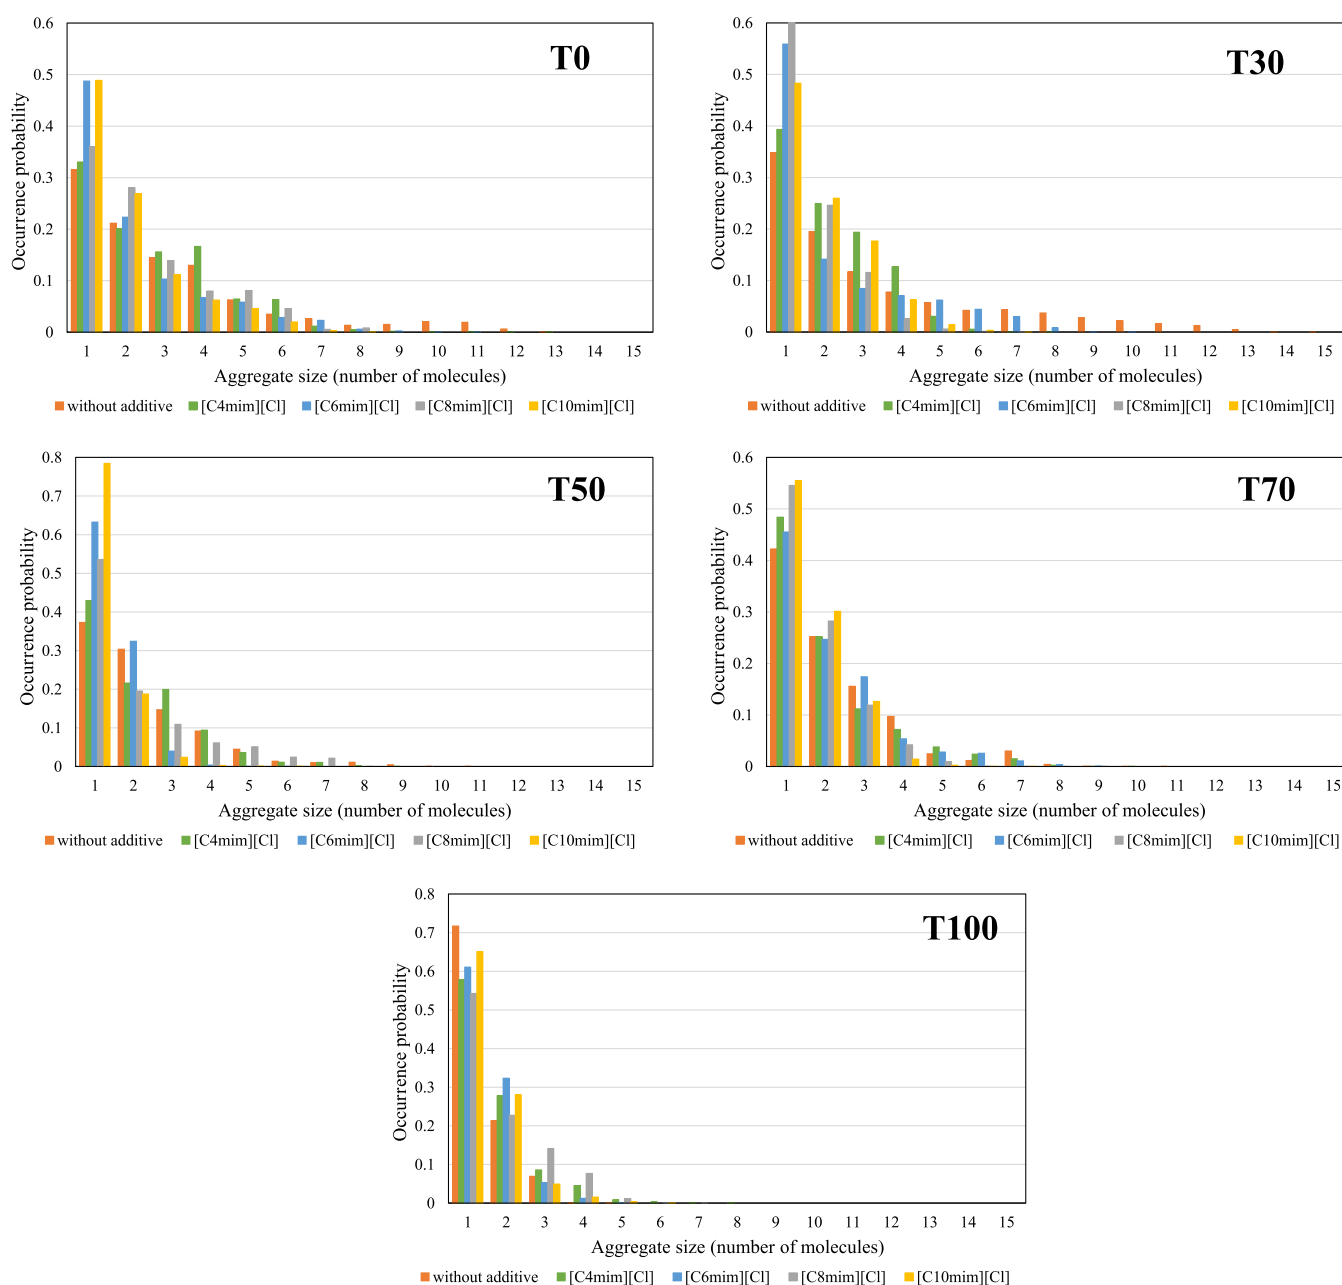 T0
Occurrence probability
0.6
0.5
0.4
0.3
0.2
0.1
0
1 2 3 4 5 6 7 8 9 10 11 12 13 14 15
Aggregate size (number of molecules)
without additive [C4mim][Cl] [C6mim][Cl] [C8mim][Cl] [C10mim][Cl]
T30
Occurrence probability
0.6
0.5
0.4
0.3
0.2
0.1
0
1 2 3 4 5 6 7 8 9 10 11 12 13 14 15
Aggregate size (number of molecules)
without additive [C4mim][Cl] [C6mim][Cl] [C8mim][Cl] [C10mim][Cl]
T50
Occurrence probability
0.8
0.7
0.6
0.5
0.4
0.3
0.2
0.1
0
1 2 3 4 5 6 7 8 9 10 11 12 13 14 15
Aggregate size (number of molecules)
without additive [C4mim][Cl] [C6mim][Cl] [C8mim][Cl] [C10mim][Cl]
T70
Occurrence probability
0.6
0.5
0.4
0.3
0.2
0.1
0
1 2 3 4 5 6 7 8 9 10 11 12 13 14 15
Aggregate size (number of molecules)
without additive [C4mim][Cl] [C6mim][Cl] [C8mim][Cl] [C10mim][Cl]
T100
Occurrence probability
0.8
0.7
0.6
0.5
0.4
0.3
0.2
0.1
0
1 2 3 4 5 6 7 8 9 10 11 12 13 14 15
Aggregate size (number of molecules)
without additive [C4mim][Cl] [C6mim][Cl] [C8mim][Cl] [C10mim][Cl]